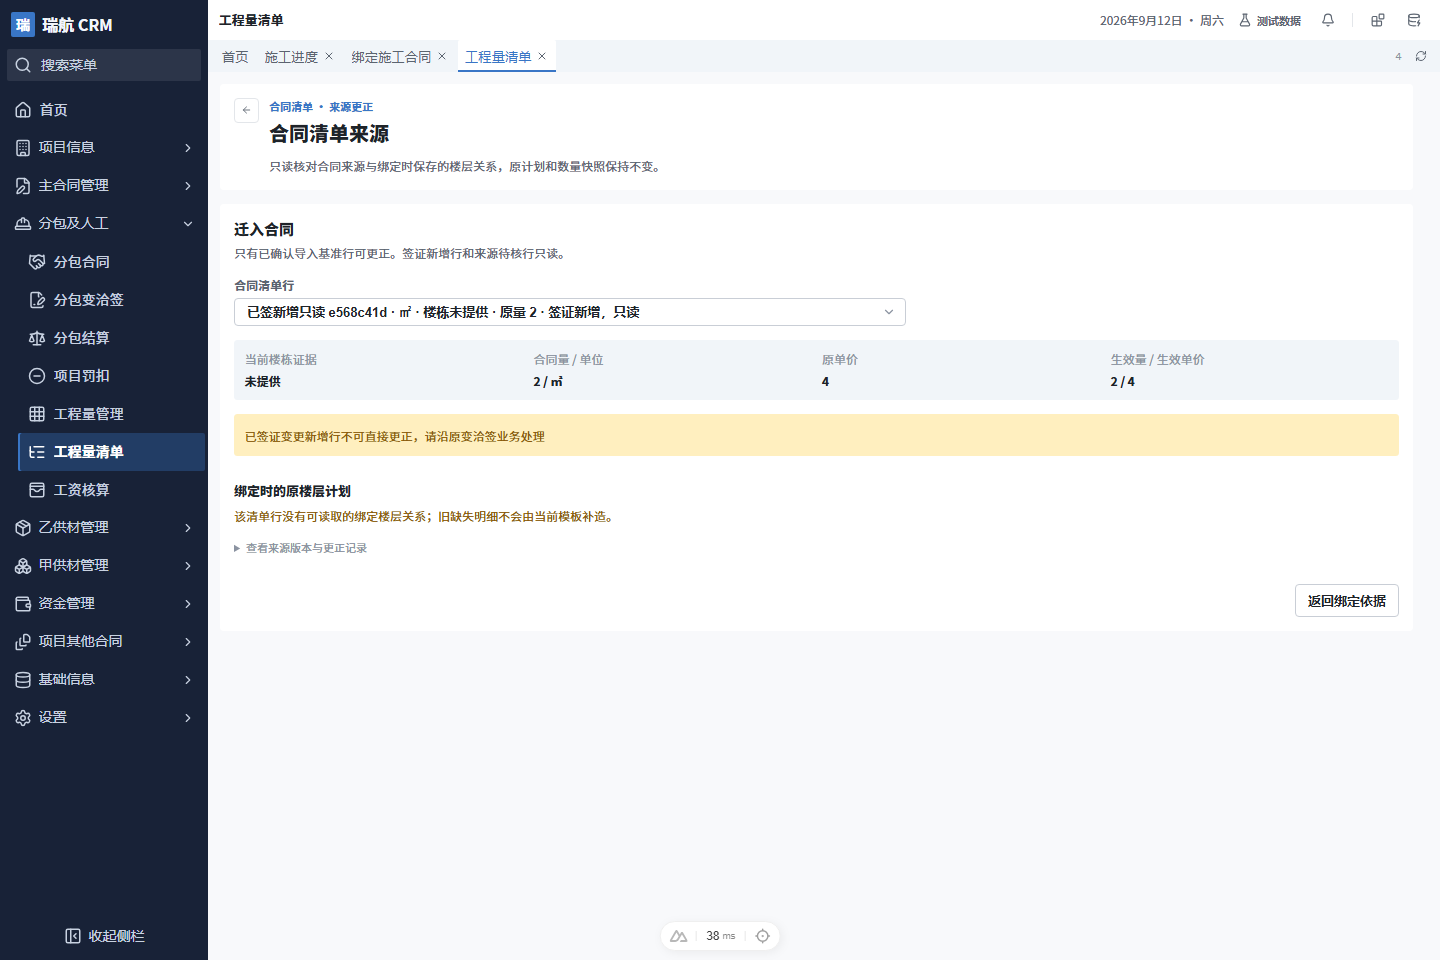 瑞 瑞航 CRM
搜索菜单
首页
项目信息
主合同管理
分包及人工
分包合同
分包变洽签
分包结算
项目罚扣
工程量管理
工程量清单
工资核算
乙供材管理
甲供材管理
资金管理
项目其他合同
基础信息
设置
收起侧栏
工程量清单
2026年9月12日 • 周六 测试数据
首页 施工进度 绑定施工合同 工程量清单 4
合同清单 • 来源更正
合同清单来源
只读核对合同来源与绑定时保存的楼层关系，原计划和数量快照保持不变。
迁入合同
只有已确认导入基准行可更正。签证新增行和来源待核行只读。
合同清单行
已签新增只读 e568c41d · ㎡ · 楼栋未提供 · 原量 2 · 签证新增，只读
当前楼栋证据 合同量 / 单位 原单价 生效量 / 生效单价
未提供 2 / ㎡ 4 2 / 4
已签证变更新增行不可直接更正，请沿原变洽签业务处理
绑定时的原楼层计划
该清单行没有可读取的绑定楼层关系；旧缺失明细不会由当前模板补造。
查看来源版本与更正记录
返回绑定依据
38 ms